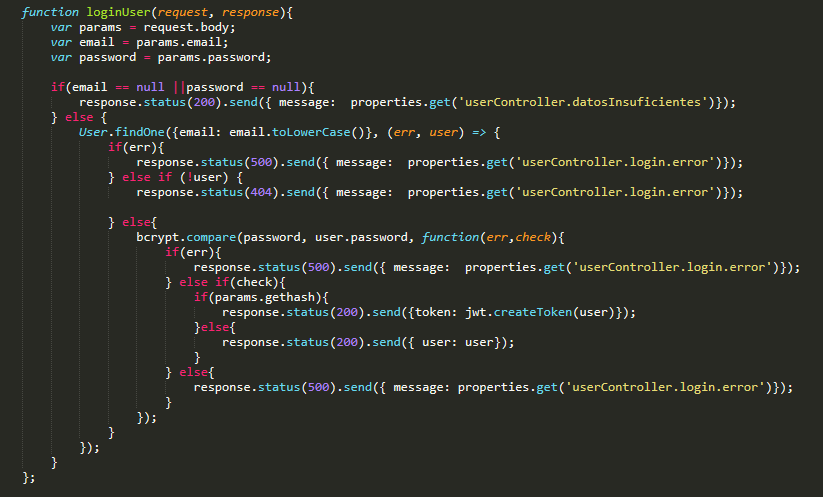 function loginUser(request, response){
    var params = request.body;
    var email = params.email;
    var password = params.password;

    if(email == null ||password == null){
        response.status(200).send({ message:  properties.get('userController.datosInsuficientes')});
    } else {
        User.findOne({email: email.toLowerCase()}, (err, user) => {
            if(err){
                response.status(500).send({ message:  properties.get('userController.login.error')});
            } else if (!user) {
                response.status(404).send({ message:  properties.get('userController.login.error')});

            } else{
                bcrypt.compare(password, user.password, function(err,check){
                    if(err){
                        response.status(500).send({ message:  properties.get('userController.login.error')});
                    } else if(check){
                        if(params.gethash){
                            response.status(200).send({token: jwt.createToken(user)});
                        }else{
                            response.status(200).send({ user: user});
                        }
                    } else{
                        response.status(500).send({ message: properties.get('userController.login.error')});
                    }
                });
            }
        });
    }
};